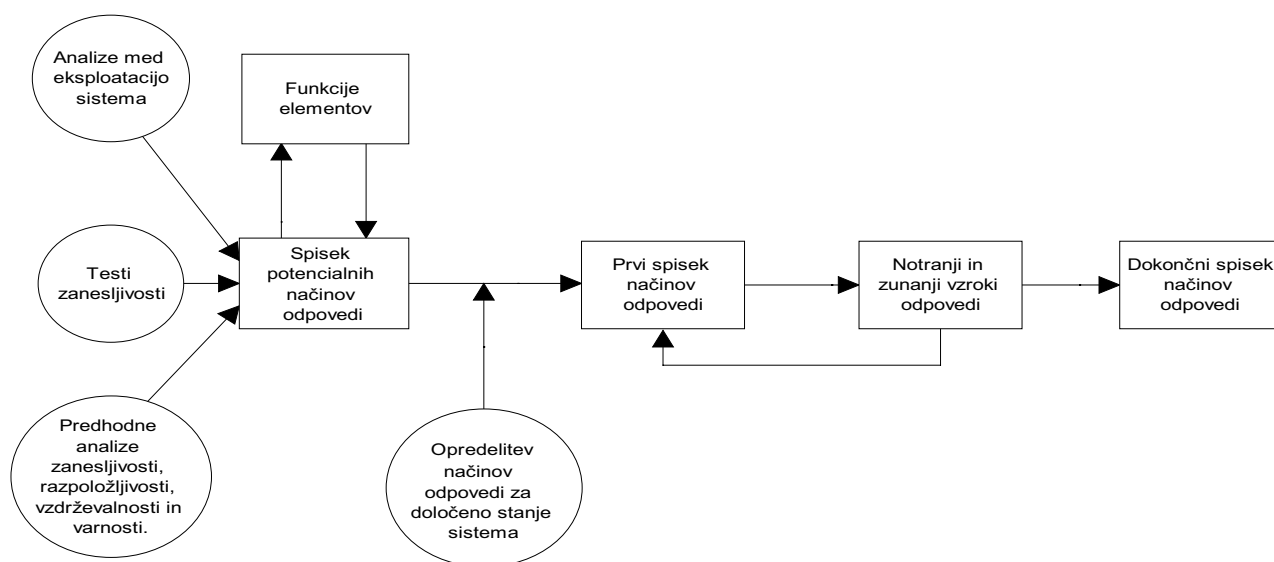 Analize med
eksploatacijo
sistema
Funkcije
elementov
Testi
zanesljivosti
Spisek
potencialnih
načinov
odpovedi
Prvi spisek
načinov
odpovedi
Notranji in
zunanji vzroki
odpovedi
Dokončni spisek
načinov
odpovedi
Predhodne
analize
zanesljivosti,
razpoložljivosti,
vzdrževalnosti in
varnosti.
Opredelitev
načinov
odpovedi za
določeno stanje
sistema